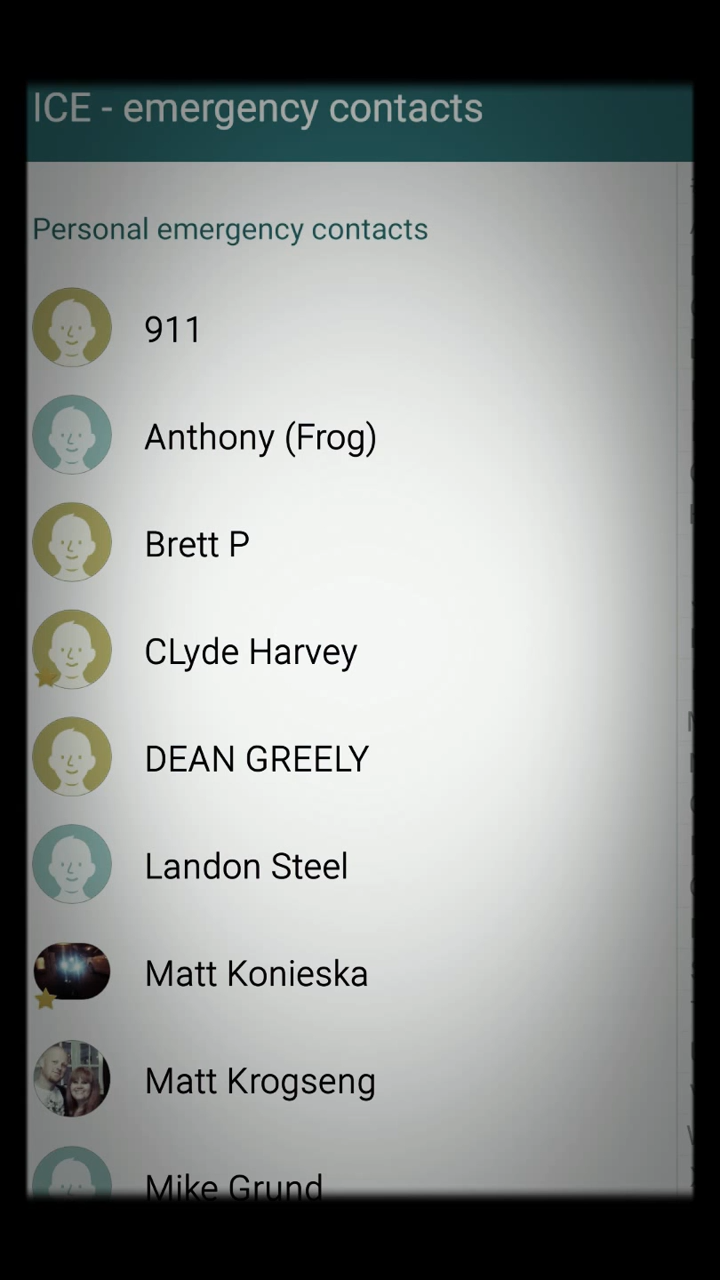 ICE - emergency contacts
Personal emergency contacts
911
Anthony (Frog)
Brett P
CLyde Harvey
DEAN GREELY
Landon Steel
Matt Konieska
Matt Krogseng
Mike Grund